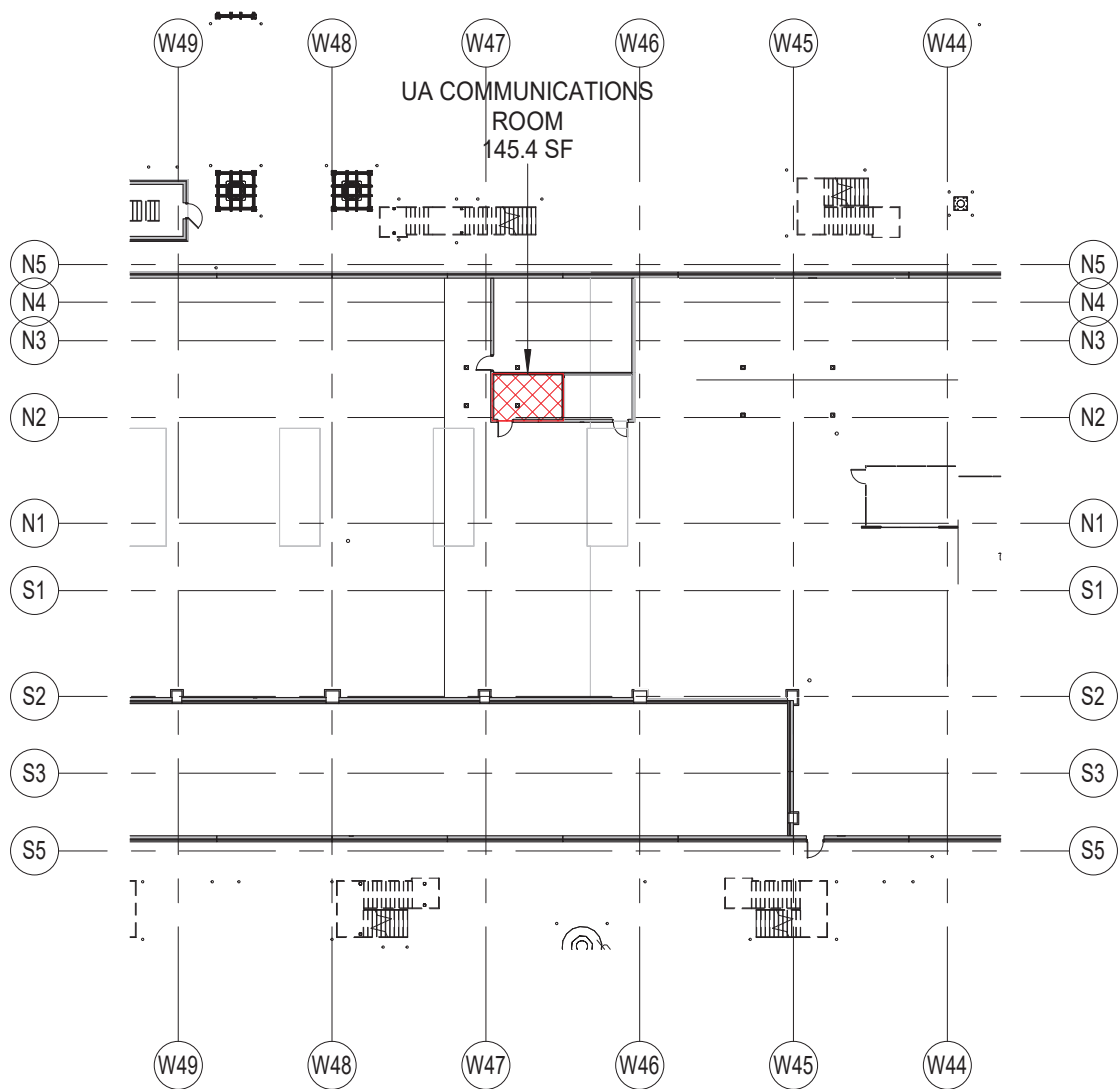 W49 W48 W47 W46 W45 W44
UA COMMUNICATIONS
ROOM
145.4 SF
N5 N5
N4 N4
N3 N3
N2 N2
N1 N1
S1 S1
S2 S2
S3 S3
S5 S5
W49 W48 W47 W46 W45 W44